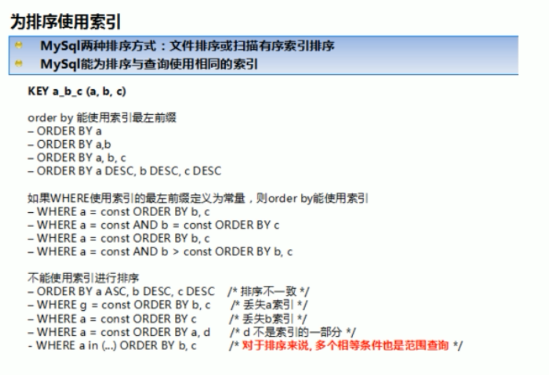 为排序使用索引
MySql两种排序方式：文件排序或扫描有序索引排序
MySql能为排序与查询使用相同的索引
KEY a_b_c (a, b, c)
order by 能使用索引最左前缀
– ORDER BY a
– ORDER BY a,b
– ORDER BY a, b, c
– ORDER BY a DESC, b DESC, c DESC
如果WHERE使用索引的最左前缀定义为常量，则order by能使用索引
– WHERE a = const ORDER BY b, c
– WHERE a = const AND b = const ORDER BY c
– WHERE a = const ORDER BY b, c
– WHERE a = const AND b > const ORDER BY b, c
不能使用索引进行排序
– ORDER BY a ASC, b DESC, c DESC /* 排序不一致 */
– WHERE g = const ORDER BY b, c /* 丢失a索引 */
– WHERE a = const ORDER BY c /* 丢失b索引 */
– WHERE a = const ORDER BY a, d /* d 不是索引的一部分 */
- WHERE a in (...) ORDER BY b, c /* 对于排序来说, 多个相等条件也是范围查询 */